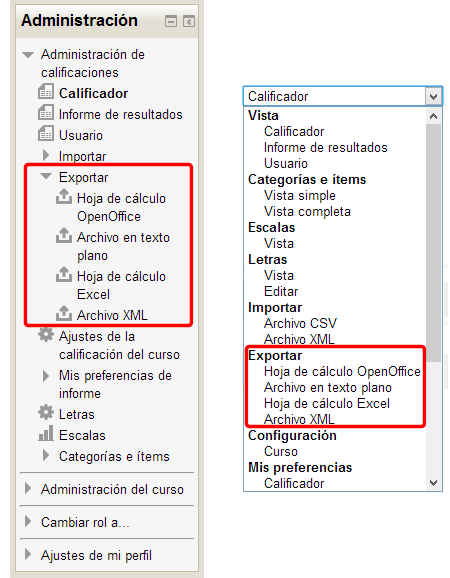 Administración
Administración de
calificaciones
Calificador
Informe de resultados
Usuario
Importar
Exportar
Hoja de cálculo
OpenOffice
Archivo en texto
plano
Hoja de cálculo
Excel
Archivo XML
Ajustes de la
calificación del curso
Mis preferencias de
informe
Letras
Escalas
Categorías e ítems
Administración del curso
Cambiar rol a...
Ajustes de mi perfil
Calificador
Vista
Calificador
Informe de resultados
Usuario
Categorías e ítems
Vista simple
Vista completa
Escalas
Vista
Letras
Vista
Editar
Importar
Archivo CSV
Archivo XML
Exportar
Hoja de cálculo OpenOffice
Archivo en texto plano
Hoja de cálculo Excel
Archivo XML
Configuración
Curso
Mis preferencias
Calificador